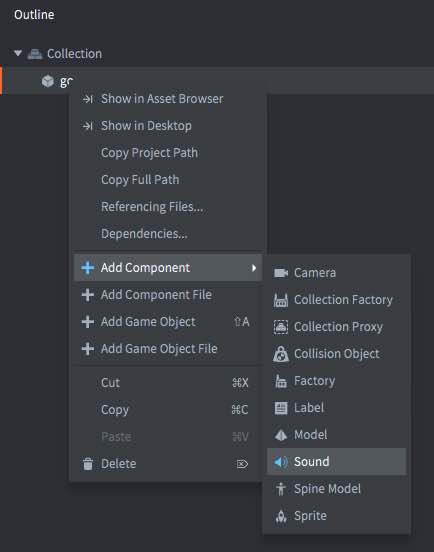 Outline
Collection
go
Show in Asset Browser
Show in Desktop
Copy Project Path
Copy Full Path
Referencing Files...
Dependencies...
Add Component
Add Component File
Add Game Object ⇧A
Add Game Object File
Cut ⌘X
Copy ⌘C
Paste ⌘V
Delete ⌦
Camera
Collection Factory
Collection Proxy
Collision Object
Factory
Label
Model
Sound
Spine Model
Sprite